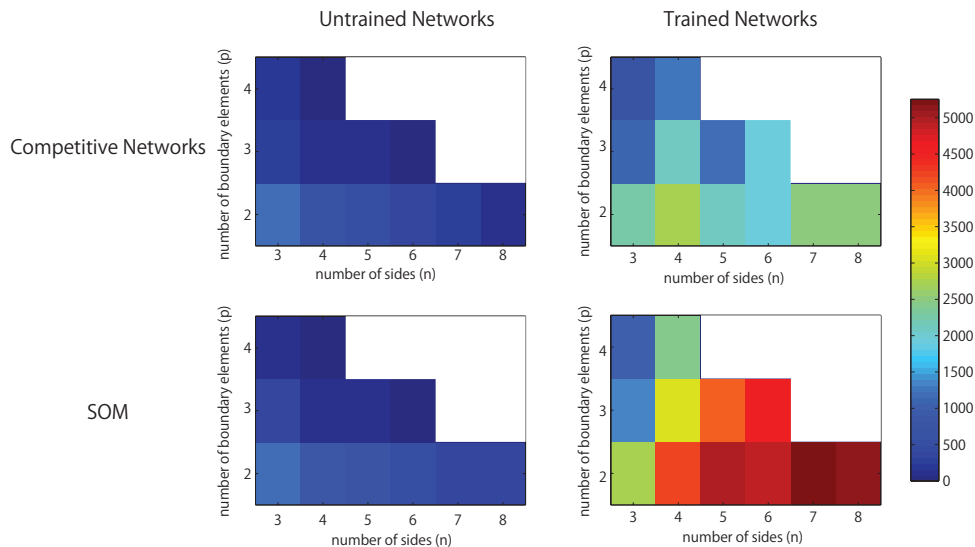 Untrained Networks
Trained Networks
Competitive Networks
number of boundary elements (p)
4
3
2
3 4 5 6 7 8
number of sides (n)
number of boundary elements (p)
4
3
2
3 4 5 6 7 8
number of sides (n)
SOM
number of boundary elements (p)
4
3
2
3 4 5 6 7 8
number of sides (n)
number of boundary elements (p)
4
3
2
3 4 5 6 7 8
number of sides (n)
5000
4500
4000
3500
3000
2500
2000
1500
1000
500
0